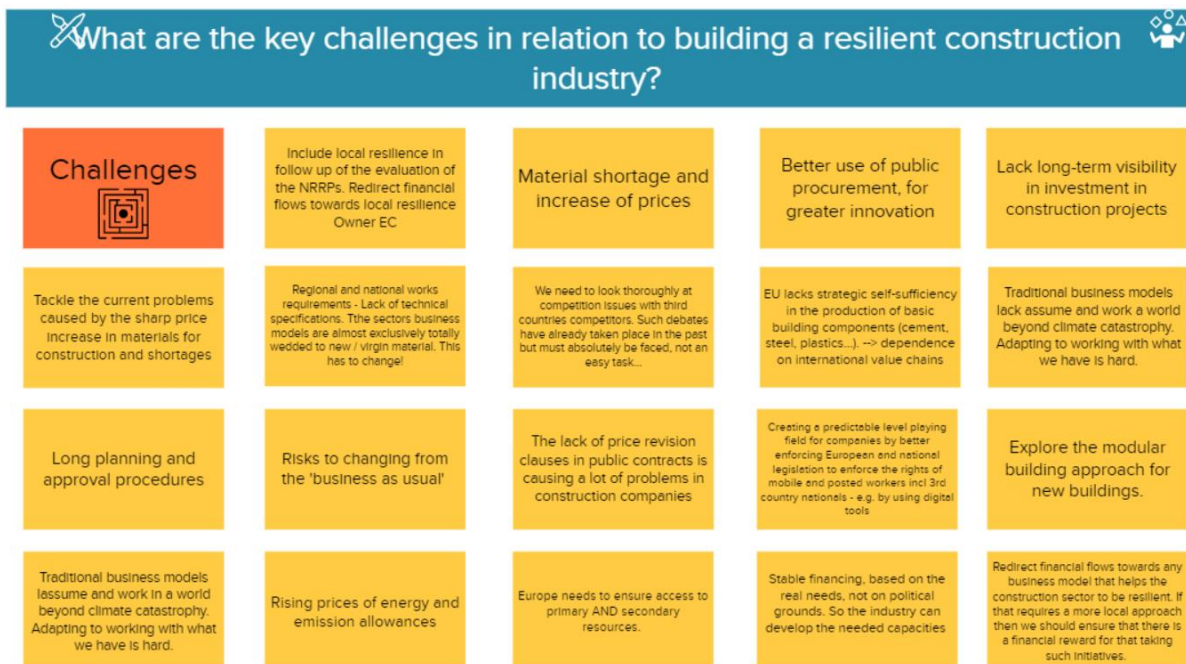 What are the key challenges in relation to building a resilient construction
industry?
Challenges
Include local resilience in
follow up of the evaluation of
the NRRPs. Redirect financial
flows towards local resilience
Owner EC
Material shortage and
increase of prices
Better use of public
procurement, for
greater innovation
Lack long-term visibility
in investment in
construction projects
Tackle the current problems
caused by the sharp price
increase in materials for
construction and shortages
Regional and national works
requirements - Lack of technical
specifications. Tthe sectors business
models are almost exclusively totally
wedded to new / virgin material. This
has to change!
We need to look thoroughly at
competition issues with third
countries competitors. Such debates
have already taken place in the past
but must absolutely be faced, not an
easy task...
EU lacks strategic self-sufficiency
in the production of basic
building components (cement,
steel, plastics...). --> dependence
on international value chains
Traditional business models
lack assume and work a world
beyond climate catastrophy.
Adapting to working with what
we have is hard.
Long planning and
approval procedures
Risks to changing from
the 'business as usual'
The lack of price revision
clauses in public contracts is
causing a lot of problems in
construction companies
Creating a predictable level playing
field for companies by better
enforcing European and national
legislation to enforce the rights of
mobile and posted workers incl 3rd
country nationals - e.g. by using digital
tools
Explore the modular
building approach for
new buildings.
Traditional business models
lassume and work in a world
beyond climate catastrophy.
Adapting to working with what
we have is hard.
Rising prices of energy and
emission allowances
Europe needs to ensure access to
primary AND secondary
resources.
Stable financing, based on the
real needs, not on political
grounds. So the industry can
develop the needed capacities
Redirect financial flows towards any
business model that helps the
construction sector to be resilient. If
that requires a more local approach
then we should ensure that there is
a financial reward for that taking
such initiatives.